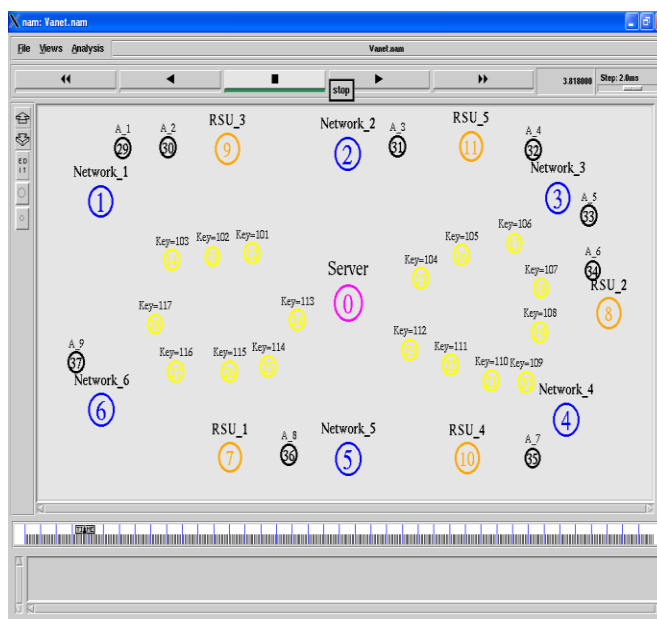 nam: Vanet.nam
File Views Analysis Vanet.nam
3.818000 Step: 2.0ms
stop
ED
IT
A_1 A_2 RSU_3 Network_2 A_3 RSU_5 A_4
29 30 9 2 31 11 32
Network_1 Network_3
1 3
A_5
33
Key=103 Key=102 Key=101 Key=104 Key=105 Key=106
Server
0
A_6
34
RSU_2
8
Key=107
Key=117 Key=113 Key=108
A_9
37
Key=116 Key=115 Key=114 Key=112 Key=111 Key=110 Key=109
Network_6 Network_4
6 4
RSU_1 A_8 Network_5 RSU_4 A_7
7 36 5 10 35
TIME